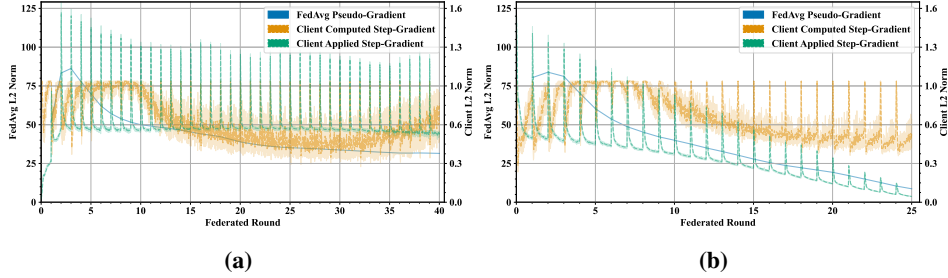 FedAvg Pseudo-Gradient
Client Computed Step-Gradient
Client Applied Step-Gradient
FedAvg L2 Norm
125
100
75
50
25
0
Client L2 Norm
1.6
1.3
1.0
0.6
0.3
0.0
0 5 10 15 20 25 30 35 40
Federated Round
(a)
FedAvg Pseudo-Gradient
Client Computed Step-Gradient
Client Applied Step-Gradient
FedAvg L2 Norm
125
100
75
50
25
0
Client L2 Norm
1.6
1.3
1.0
0.6
0.3
0.0
0 5 10 15 20 25
Federated Round
(b)